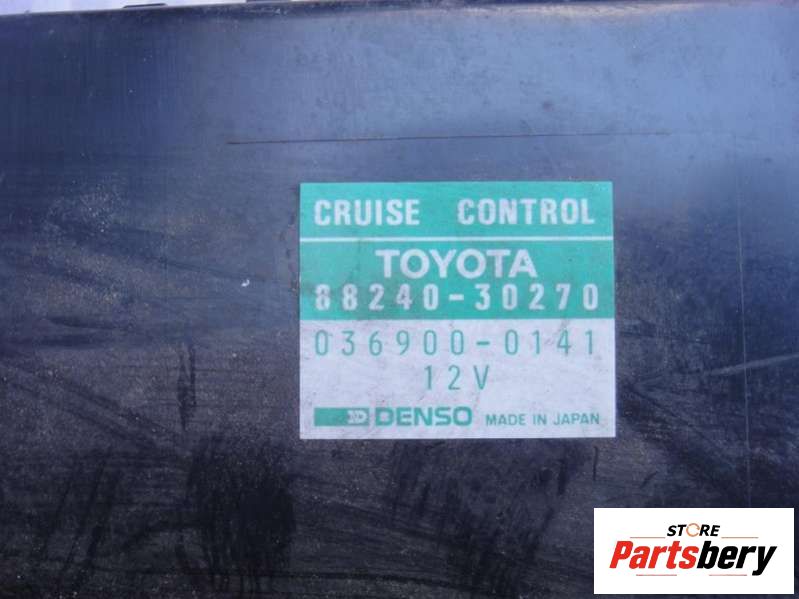 CRUISE CONTROL
TOYOTA
88240-30270
036900-0141
12V
DENSO MADE IN JAPAN
STORE
Partsbery